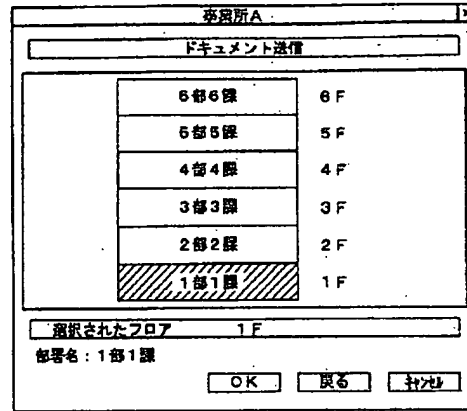 事業所A
ドキュメント送信
6部6課 6F
5部5課 5F
4部4課 4F
3部3課 3F
2部2課 2F
1部1課 1F
選択されたフロア 1F
部署名：1部1課
OK 戻る キャンセル